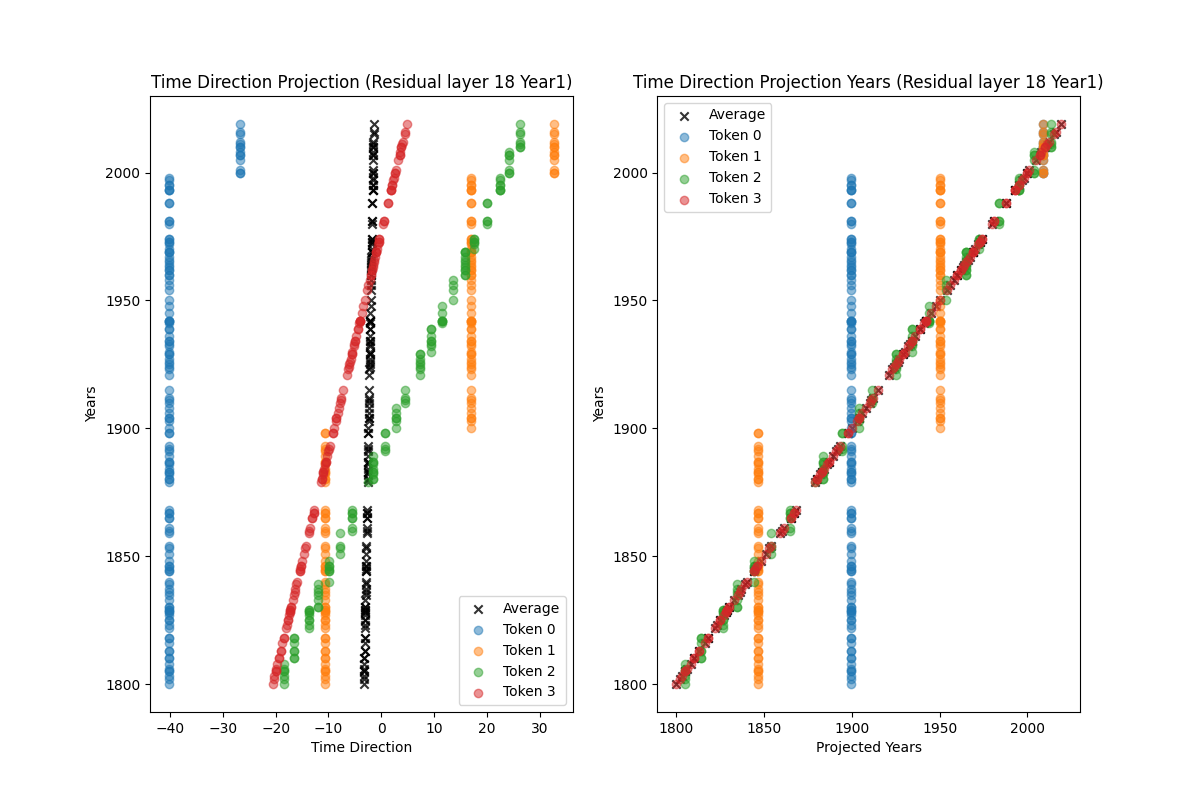 Time Direction Projection (Residual layer 18 Year1)
Years
2000
1950
1900
1850
1800
−40
−30
−20
−10
0
10
20
30
Time Direction
Average
Token 0
Token 1
Token 2
Token 3
Time Direction Projection Years (Residual layer 18 Year1)
Average
Token 0
Token 1
Token 2
Token 3
Years
2000
1950
1900
1850
1800
1800
1850
1900
1950
2000
Projected Years